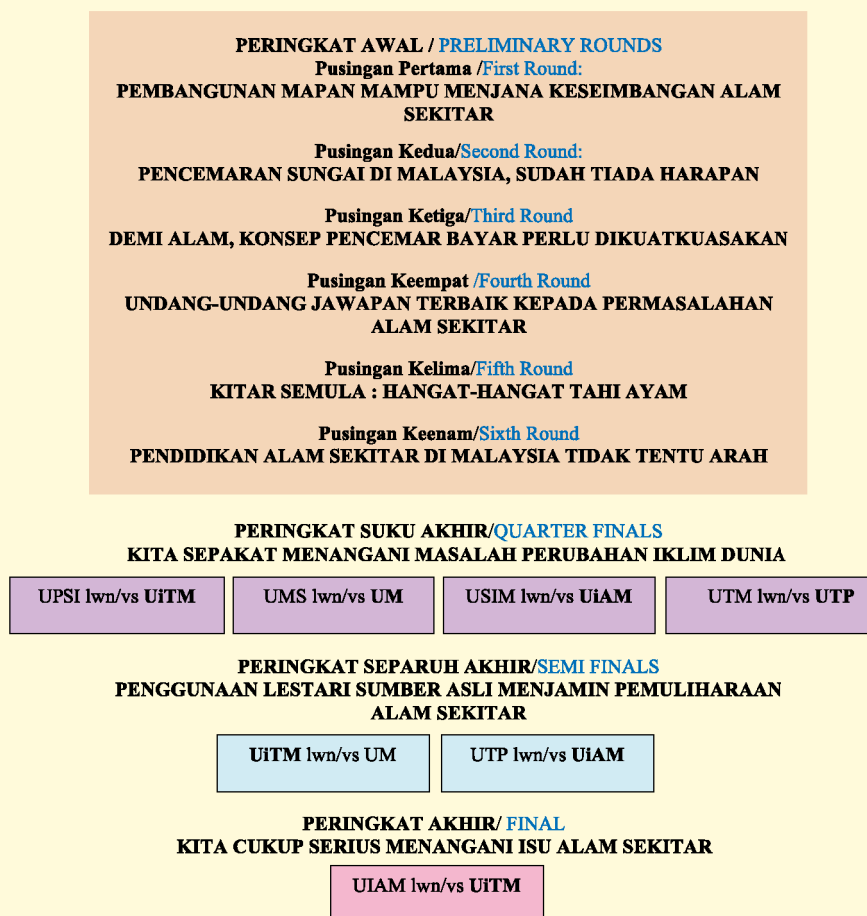 PERINGKAT AWAL / PRELIMINARY ROUNDS
Pusingan Pertama /First Round:
PEMBANGUNAN MAPAN MAMPU MENJANA KESEIMBANGAN ALAM
SEKITAR
Pusingan Kedua/Second Round:
PENCEMARAN SUNGAI DI MALAYSIA, SUDAH TIADA HARAPAN
Pusingan Ketiga/Third Round
DEMI ALAM, KONSEP PENCEMAR BAYAR PERLU DIKUATKUASAKAN
Pusingan Keempat /Fourth Round
UNDANG-UNDANG JAWAPAN TERBAIK KEPADA PERMASALAHAN
ALAM SEKITAR
Pusingan Kelima/Fifth Round
KITAR SEMULA : HANGAT-HANGAT TAHI AYAM
Pusingan Keenam/Sixth Round
PENDIDIKAN ALAM SEKITAR DI MALAYSIA TIDAK TENTU ARAH
PERINGKAT SUKU AKHIR/QUARTER FINALS
KITA SEPAKAT MENANGANI MASALAH PERUBAHAN IKLIM DUNIA
UPSI lwn/vs UiTM
UMS lwn/vs UM
USIM lwn/vs UiAM
UTM lwn/vs UTP
PERINGKAT SEPARUH AKHIR/SEMI FINALS
PENGGUNAAN LESTARI SUMBER ASLI MENJAMIN PEMULIHARAAN
ALAM SEKITAR
UiTM lwn/vs UM
UTP lwn/vs UiAM
PERINGKAT AKHIR/ FINAL
KITA CUKUP SERIUS MENANGANI ISU ALAM SEKITAR
UIAM lwn/vs UiTM